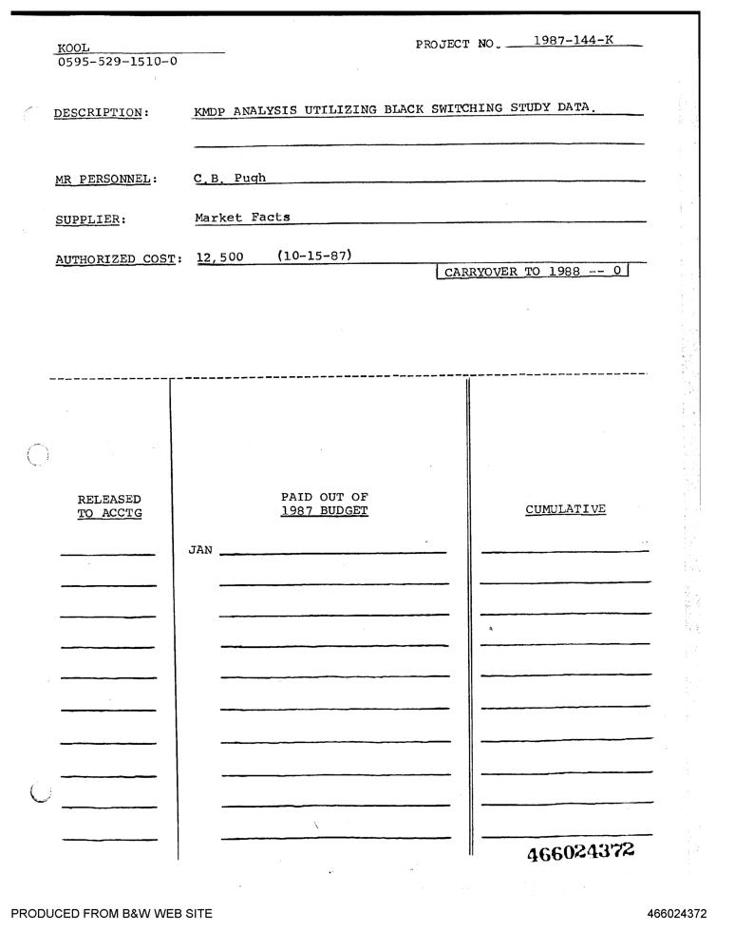 KOOL
PROJECT NO. 1987-144-K
0595-529-1510-0
DESCRIPTION: KMDP ANALYSIS UTILIZING BLACK SWITCHING STUDY DATA.
MR PERSONNEL: C.B. Pugh
SUPPLIER: Market Facts
AUTHORIZED COST: 12,500 (10-15-87)
CARRYOVER TO 1988 -- 0
RELEASED
TO ACCTG
PAID OUT OF
1987 BUDGET
CUMULATIVE
JAN
466024372
PRODUCED FROM B&W WEB SITE
466024372